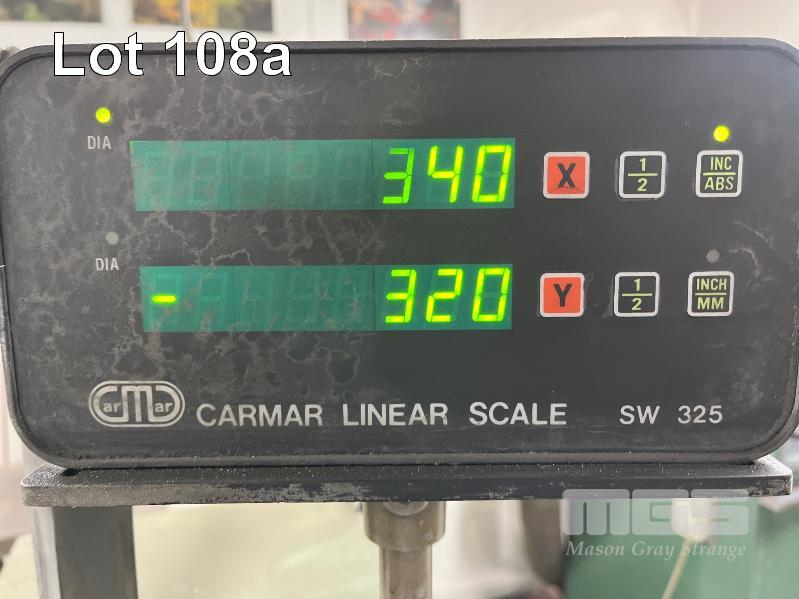 Lot 108a
DIA
340
X
1/2
INC
ABS
DIA
- 320
Y
1/2
INCH
MM
CarMar
CARMAR LINEAR SCALE SW 325
MGS
Mason Gray Strange